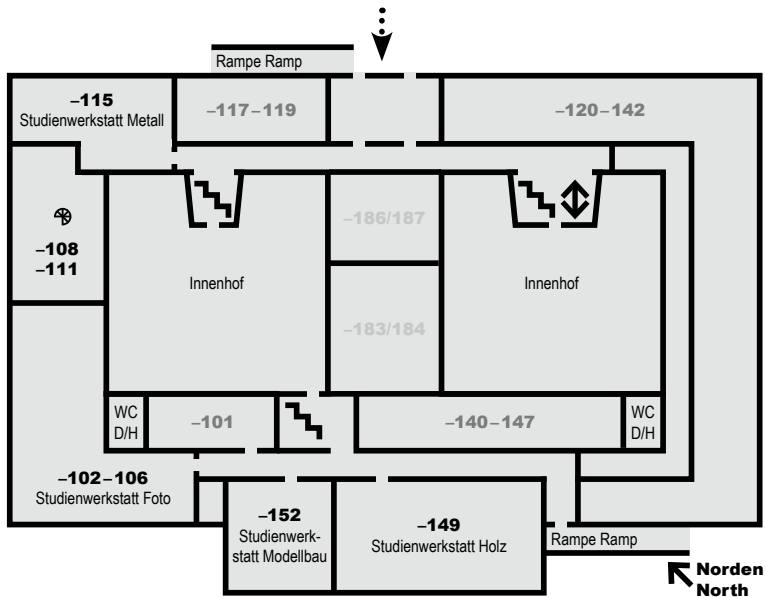 Rampe Ramp
–115
Studienwerkstatt Metall
–117–119
–120–142
–186/187
–108
–111
Innenhof
Innenhof
–183/184
WC
D/H
–101
–140–147
WC
D/H
–102–106
Studienwerkstatt Foto
–152
Studienwerk-
statt Modellbau
–149
Studienwerkstatt Holz
Rampe Ramp
Norden
North